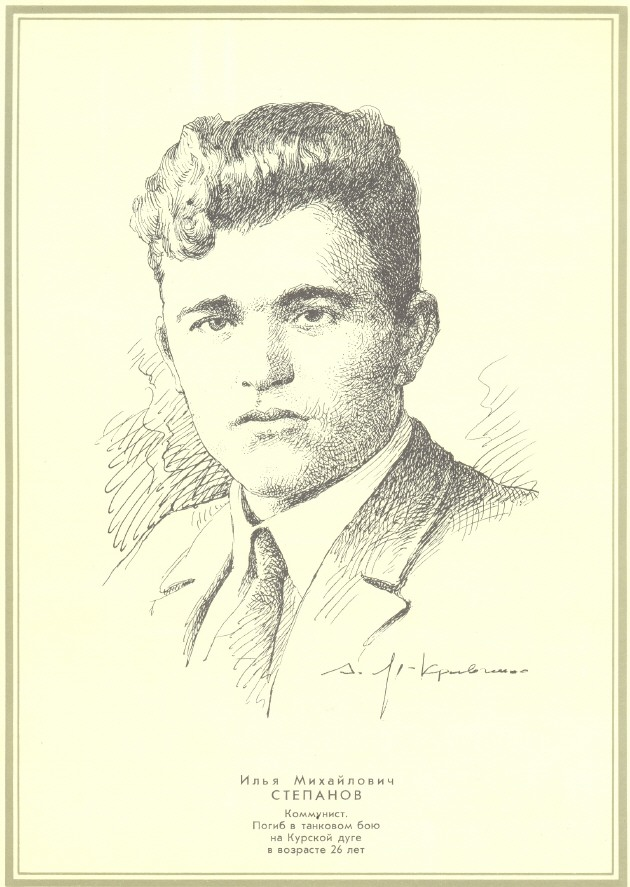 Илья Михайлович
СТЕПАНОВ
Коммунист.
Погиб в танковом бою
на Курской дуге
в возрасте 26 лет